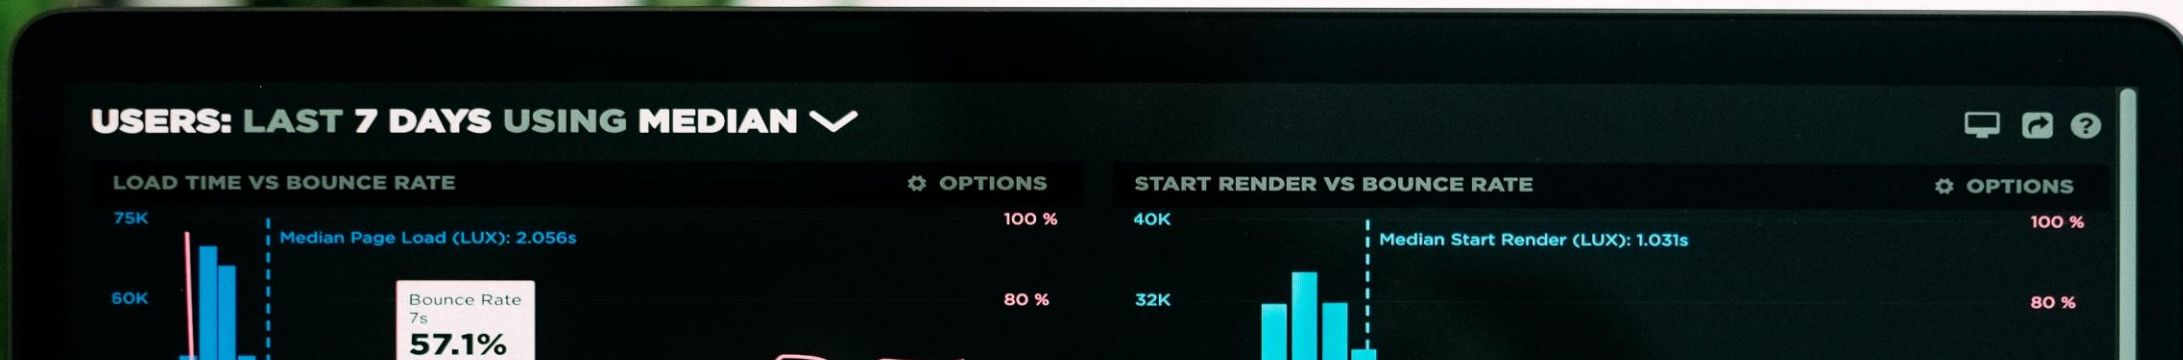 USERS: LAST 7 DAYS USING MEDIAN
LOAD TIME VS BOUNCE RATE
OPTIONS
75K
100 %
Median Page Load (LUX): 2.056s
60K
80 %
Bounce Rate
7s
57.1%
START RENDER VS BOUNCE RATE
OPTIONS
40K
100 %
Median Start Render (LUX): 1.031s
32K
80 %